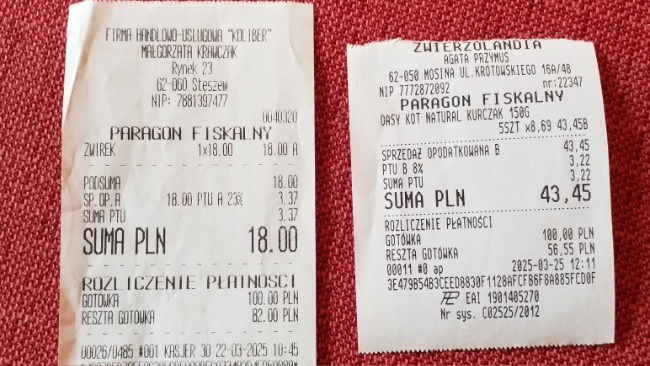 FIRMA HANDLOWO-USŁUGOWA "KOLIBER"
MAŁGORZATA KRAWCZAK
Rynek 23
62-060 Stęszew
NIP: 7881397477
0040320
PARAGON FISKALNY
ŻWIREK 1x18.00 18.00 A
PODSUMA 18.00
SP.OP.A 18.00 PTU A 23% 3.37
SUMA PTU 3.37
SUMA PLN 18.00
ROZLICZENIE PŁATNOŚCI
GOTÓWKA 100.00 PLN
RESZTA GOTÓWKA 82.00 PLN
00026/0485 #001 KASJER 30 22-03-2025 10:45
ZWIERZOLANDIA
AGATA PRZYMUS
62-050 MOSINA UL.KROTOWSKIEGO 16A/48
NIP 7772872092 nr:22347
PARAGON FISKALNY
OASY KOT NATURAL KURCZAK 150G
5SZT x8,69 43,45B
SPRZEDAŻ OPODATKOWANA B 43,45
PTU B 8% 3,22
SUMA PTU 3,22
SUMA PLN 43,45
ROZLICZENIE PŁATNOŚCI
GOTÓWKA 100,00 PLN
RESZTA GOTÓWKA 56,55 PLN
00011 #0 ap 2025-03-25 12:11
3E479B54B3CEED8830F1128AFCFB6F8A885FCD0F
EAI 1901405270
Nr sys. C02525/2012